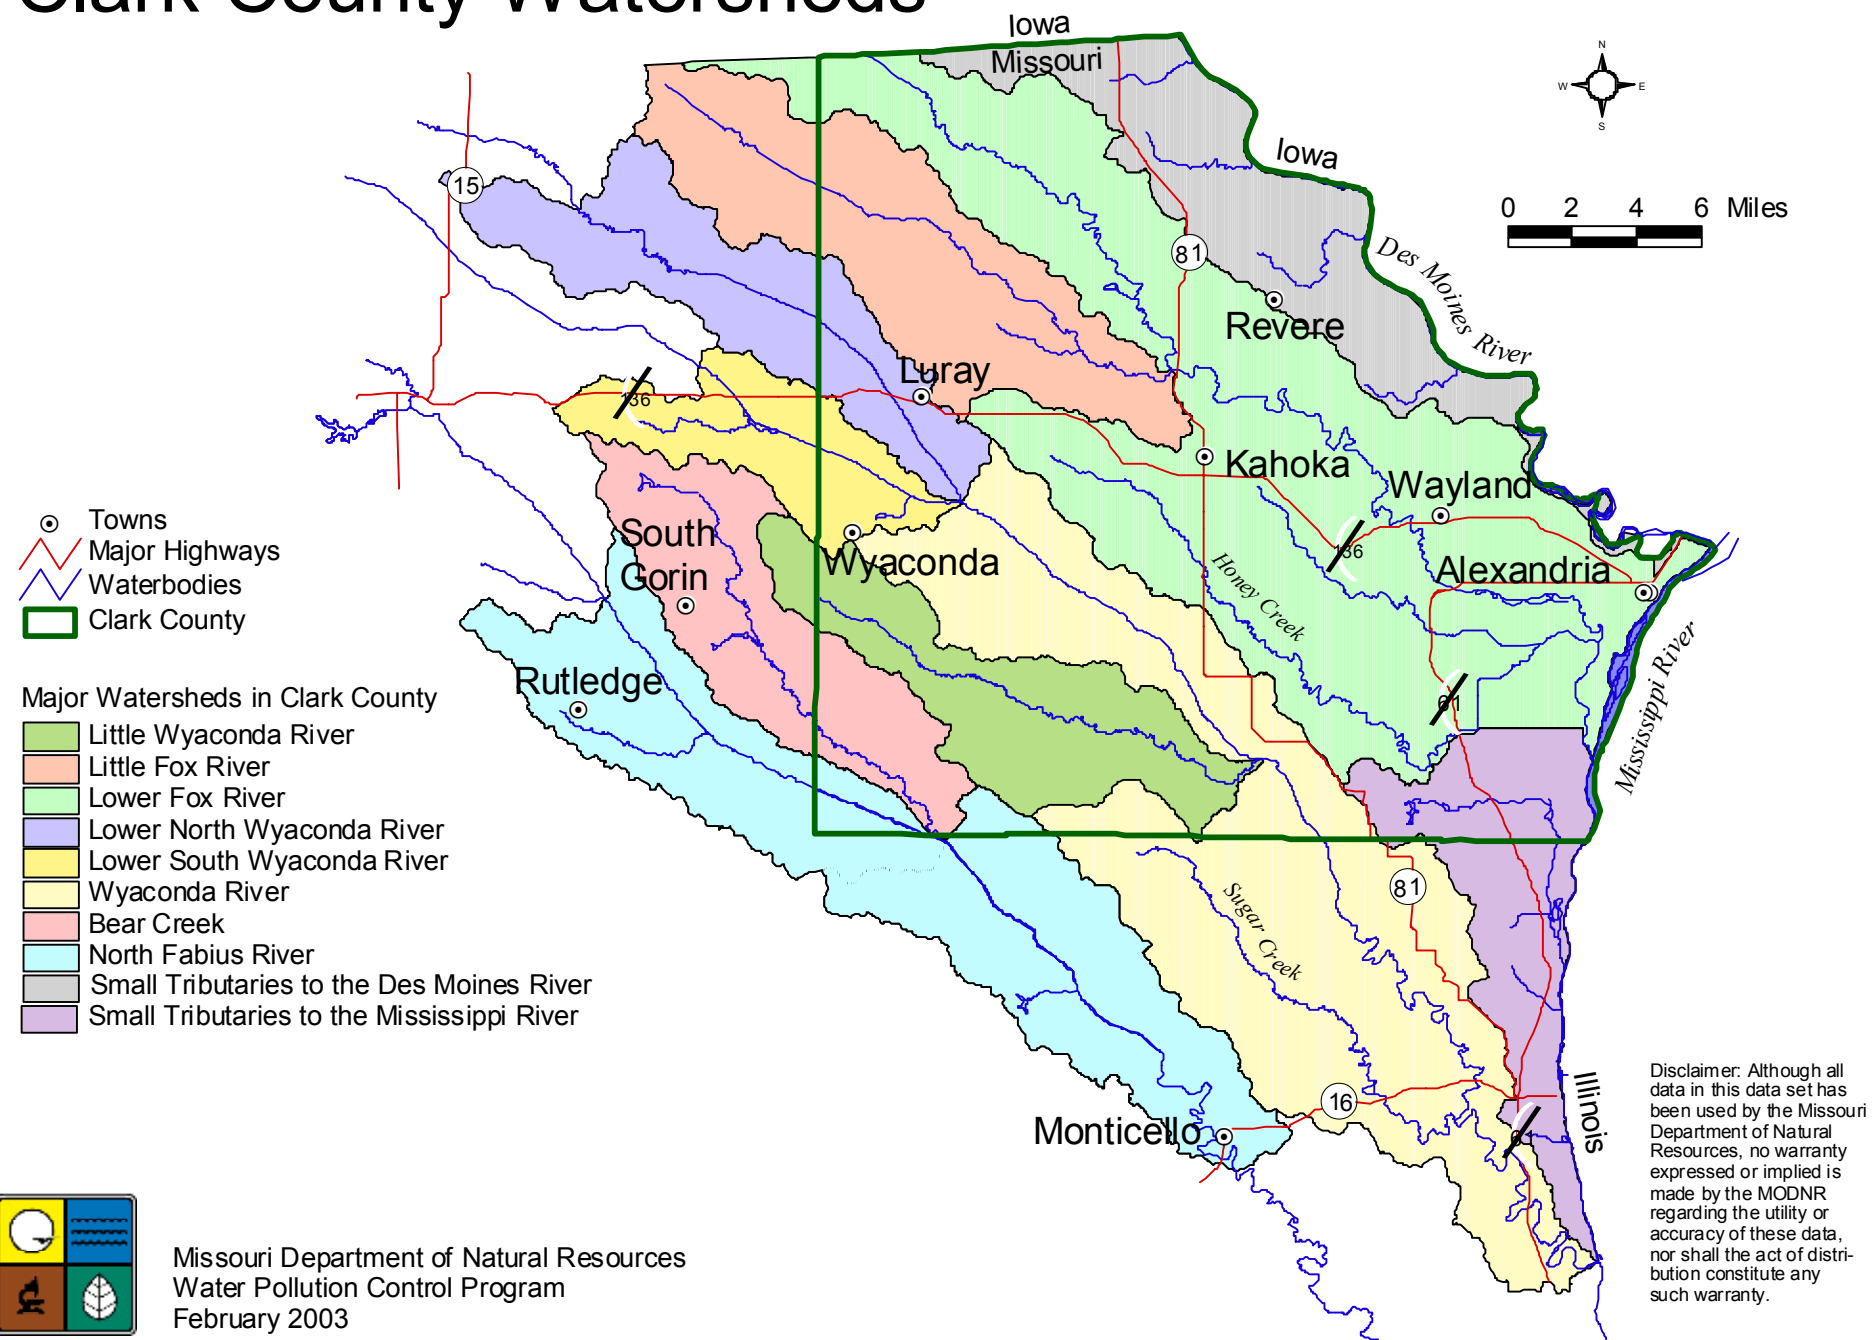 Clark County Watersheds
Iowa
Missouri
N
W
E
S
Iowa
15
0 2 4 6 Miles
81
Des Moines River
Revere
Luray
136
Kahoka
Wayland
South
Gorin
Wyaconda
136
Alexandria
Honey Creek
Towns
Major Highways
Waterbodies
Clark County
Rutledge
61
Mississippi River
Major Watersheds in Clark County
Little Wyaconda River
Little Fox River
Lower Fox River
Lower North Wyaconda River
Lower South Wyaconda River
Wyaconda River
Bear Creek
North Fabius River
Small Tributaries to the Des Moines River
Small Tributaries to the Mississippi River
81
Sugar Creek
16
Monticello
Illinois
Disclaimer: Although all
data in this data set has
been used by the Missouri
Department of Natural
Resources, no warranty
expressed or implied is
made by the MODNR
regarding the utility or
accuracy of these data,
nor shall the act of distri-
bution constitute any
such warranty.
Missouri Department of Natural Resources
Water Pollution Control Program
February 2003